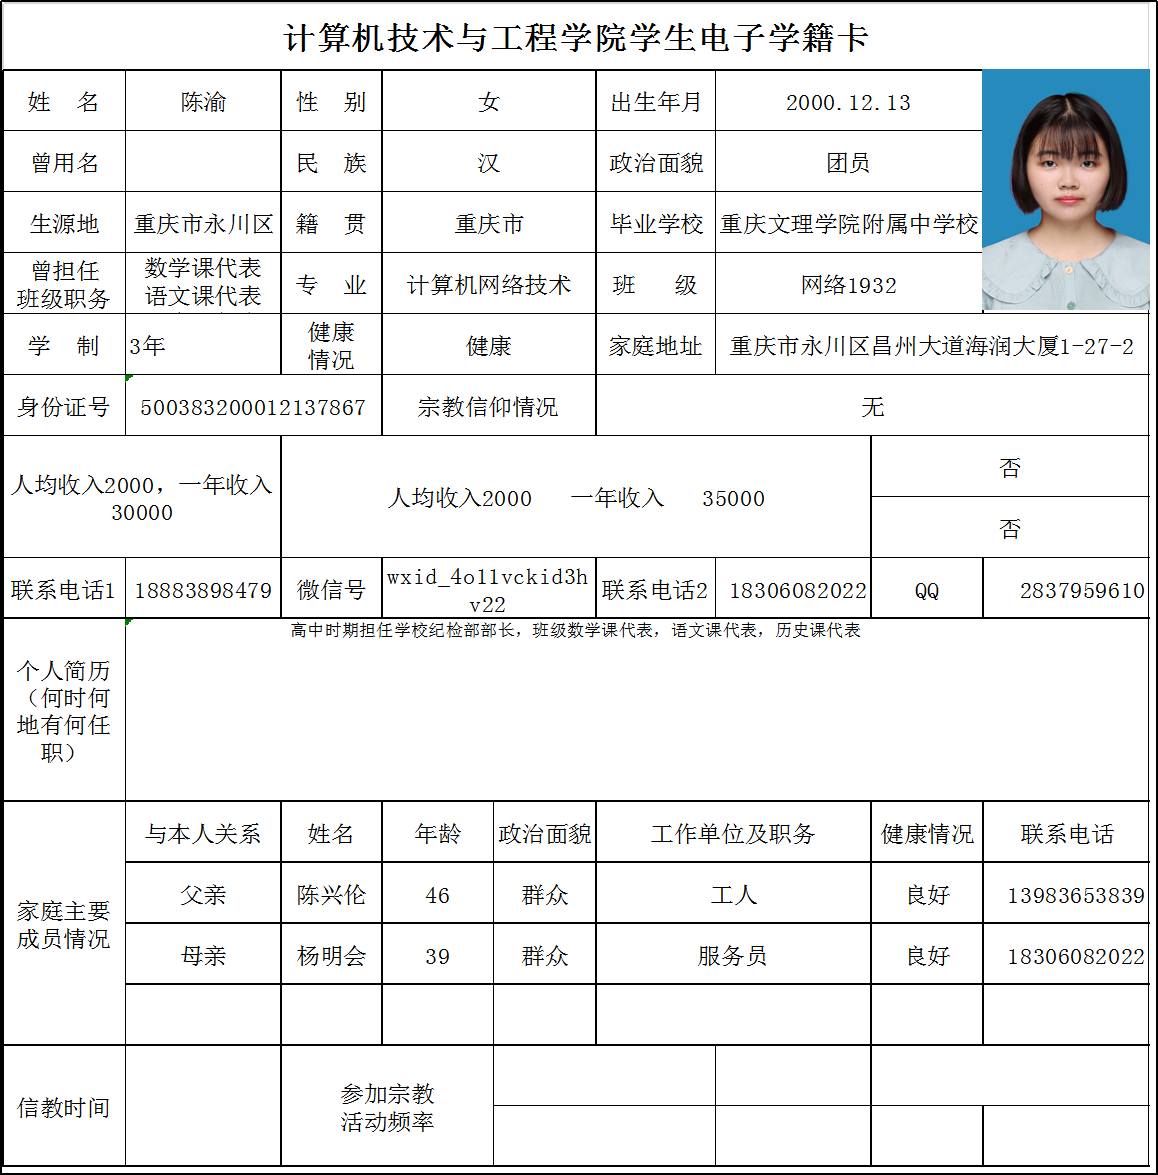 计算机技术与工程学院学生电子学籍卡
姓 名 陈渝 性 别 女 出生年月 2000.12.13
曾用名 民 族 汉 政治面貌 团员
生源地 重庆市永川区 籍 贯 重庆市 毕业学校 重庆文理学院附属中学校
曾担任
班级职务
数学课代表
语文课代表
专 业 计算机网络技术 班 级 网络1932
学 制 3年
健康
情况
健康 家庭地址 重庆市永川区昌州大道海润大厦1-27-2
身份证号 500383200012137867 宗教信仰情况 无
人均收入2000，一年收入
30000
人均收入2000 一年收入 35000
否
否
联系电话1 18883898479 微信号
wxid_4o11vckid3h
v22
联系电话2 18306082022 QQ 2837959610
个人简历
（何时何
地有何任
职）
高中时期担任学校纪检部部长，班级数学课代表，语文课代表，历史课代表
家庭主要
成员情况
与本人关系 姓名 年龄 政治面貌 工作单位及职务 健康情况 联系电话
父亲 陈兴伦 46 群众 工人 良好 13983653839
母亲 杨明会 39 群众 服务员 良好 18306082022
信教时间
参加宗教
活动频率